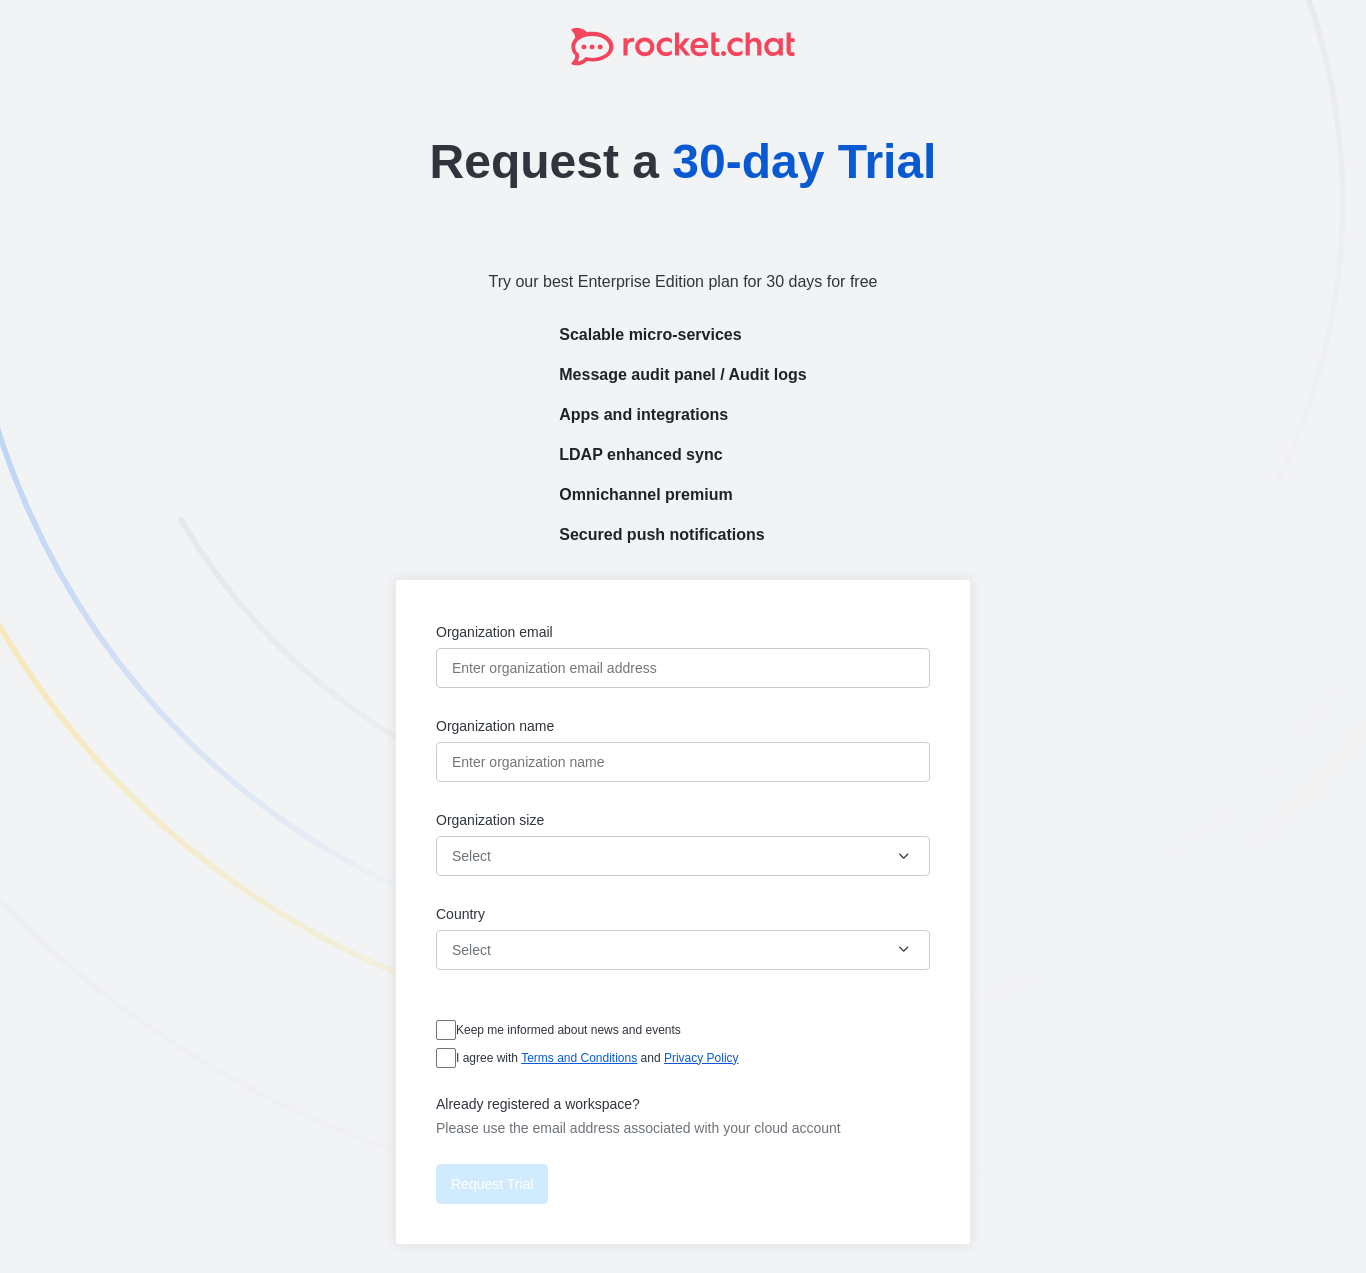 rocket.chat
Request a 30-day Trial
Try our best Enterprise Edition plan for 30 days for free
Scalable micro-services
Message audit panel / Audit logs
Apps and integrations
LDAP enhanced sync
Omnichannel premium
Secured push notifications
Organization email
Enter organization email address
Organization name
Enter organization name
Organization size
Select
Country
Select
Keep me informed about news and events
I agree with Terms and Conditions and Privacy Policy
Already registered a workspace?
Please use the email address associated with your cloud account
Request Trial